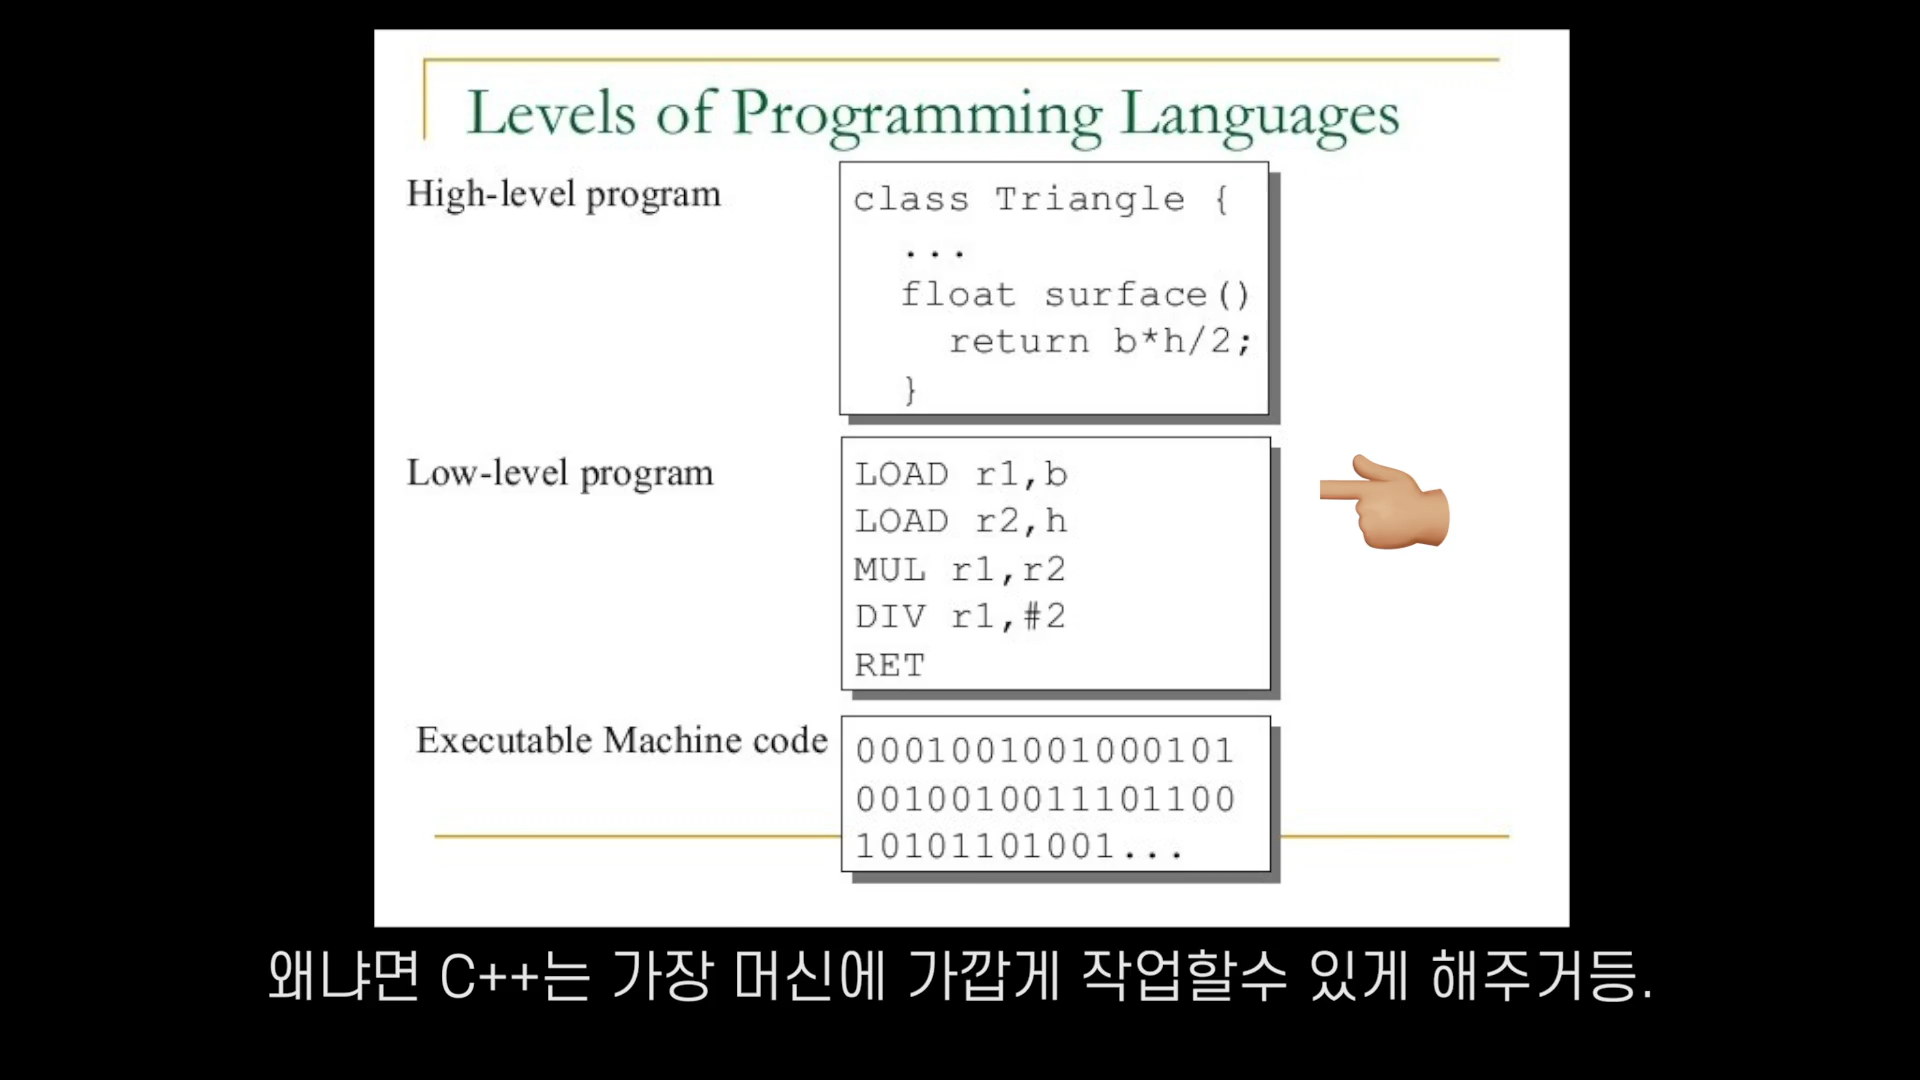 Levels of Programming Languages
High-level program
class Triangle {
...
float surface()
return b*h/2;
}
Low-level program
LOAD r1,b
LOAD r2,h
MUL r1,r2
DIV r1,#2
RET
Executable Machine code
0001001001000101
0010010011101100
10101101001...
왜냐면 C++는 가장 머신에 가깝게 작업할수 있게 해주거등.